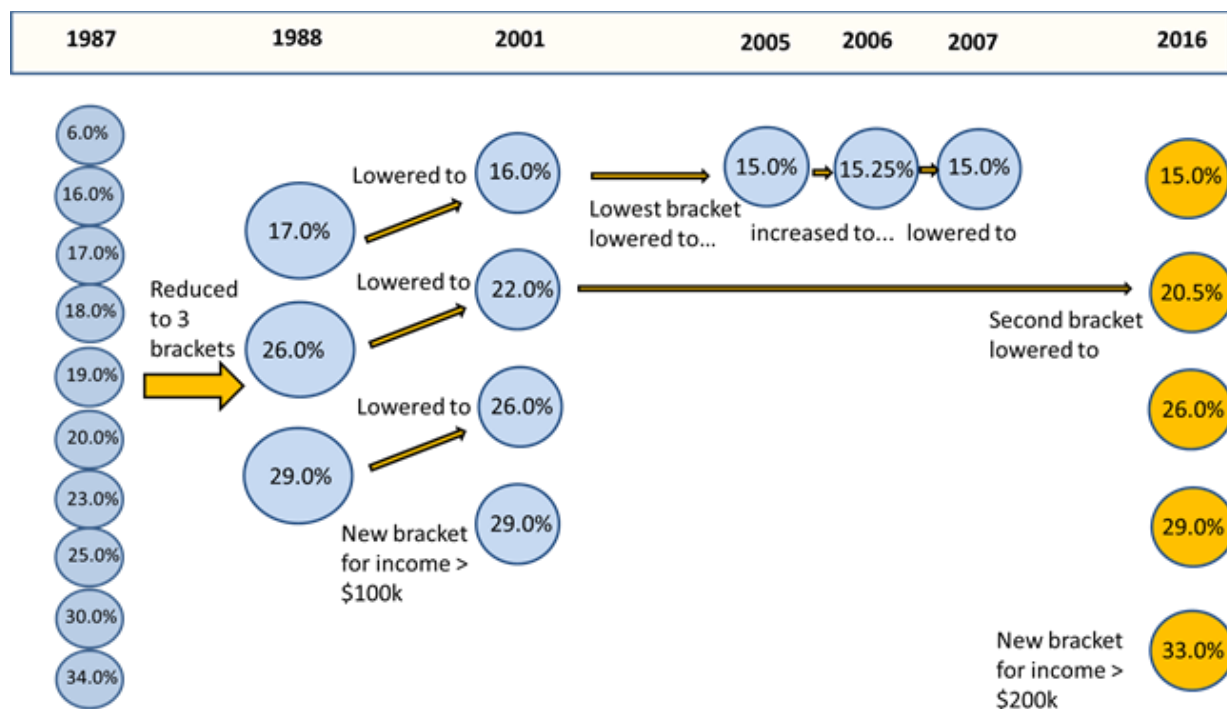 1987 1988 2001 2005 2006 2007 2016
6.0%
16.0%
17.0%
18.0%
19.0%
20.0%
23.0%
25.0%
30.0%
34.0%
Reduced
to 3
brackets
17.0%
26.0%
29.0%
Lowered to
Lowered to
Lowered to
New bracket
for income >
$100k
16.0%
22.0%
26.0%
29.0%
Lowest bracket
lowered to...
15.0%
15.25%
15.0%
increased to...
lowered to
Second bracket
lowered to
New bracket
for income >
$200k
15.0%
20.5%
26.0%
29.0%
33.0%